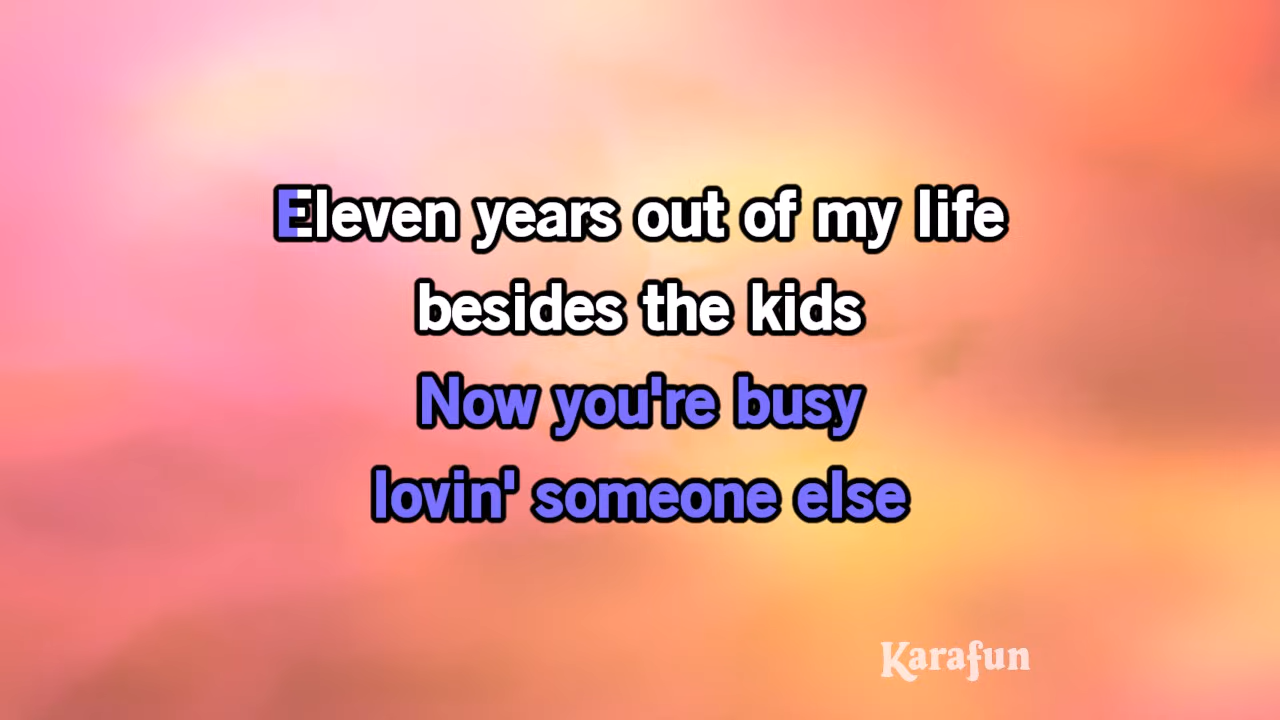 Eleven years out of my life
besides the kids
Now you're busy
lovin' someone else
Karafun